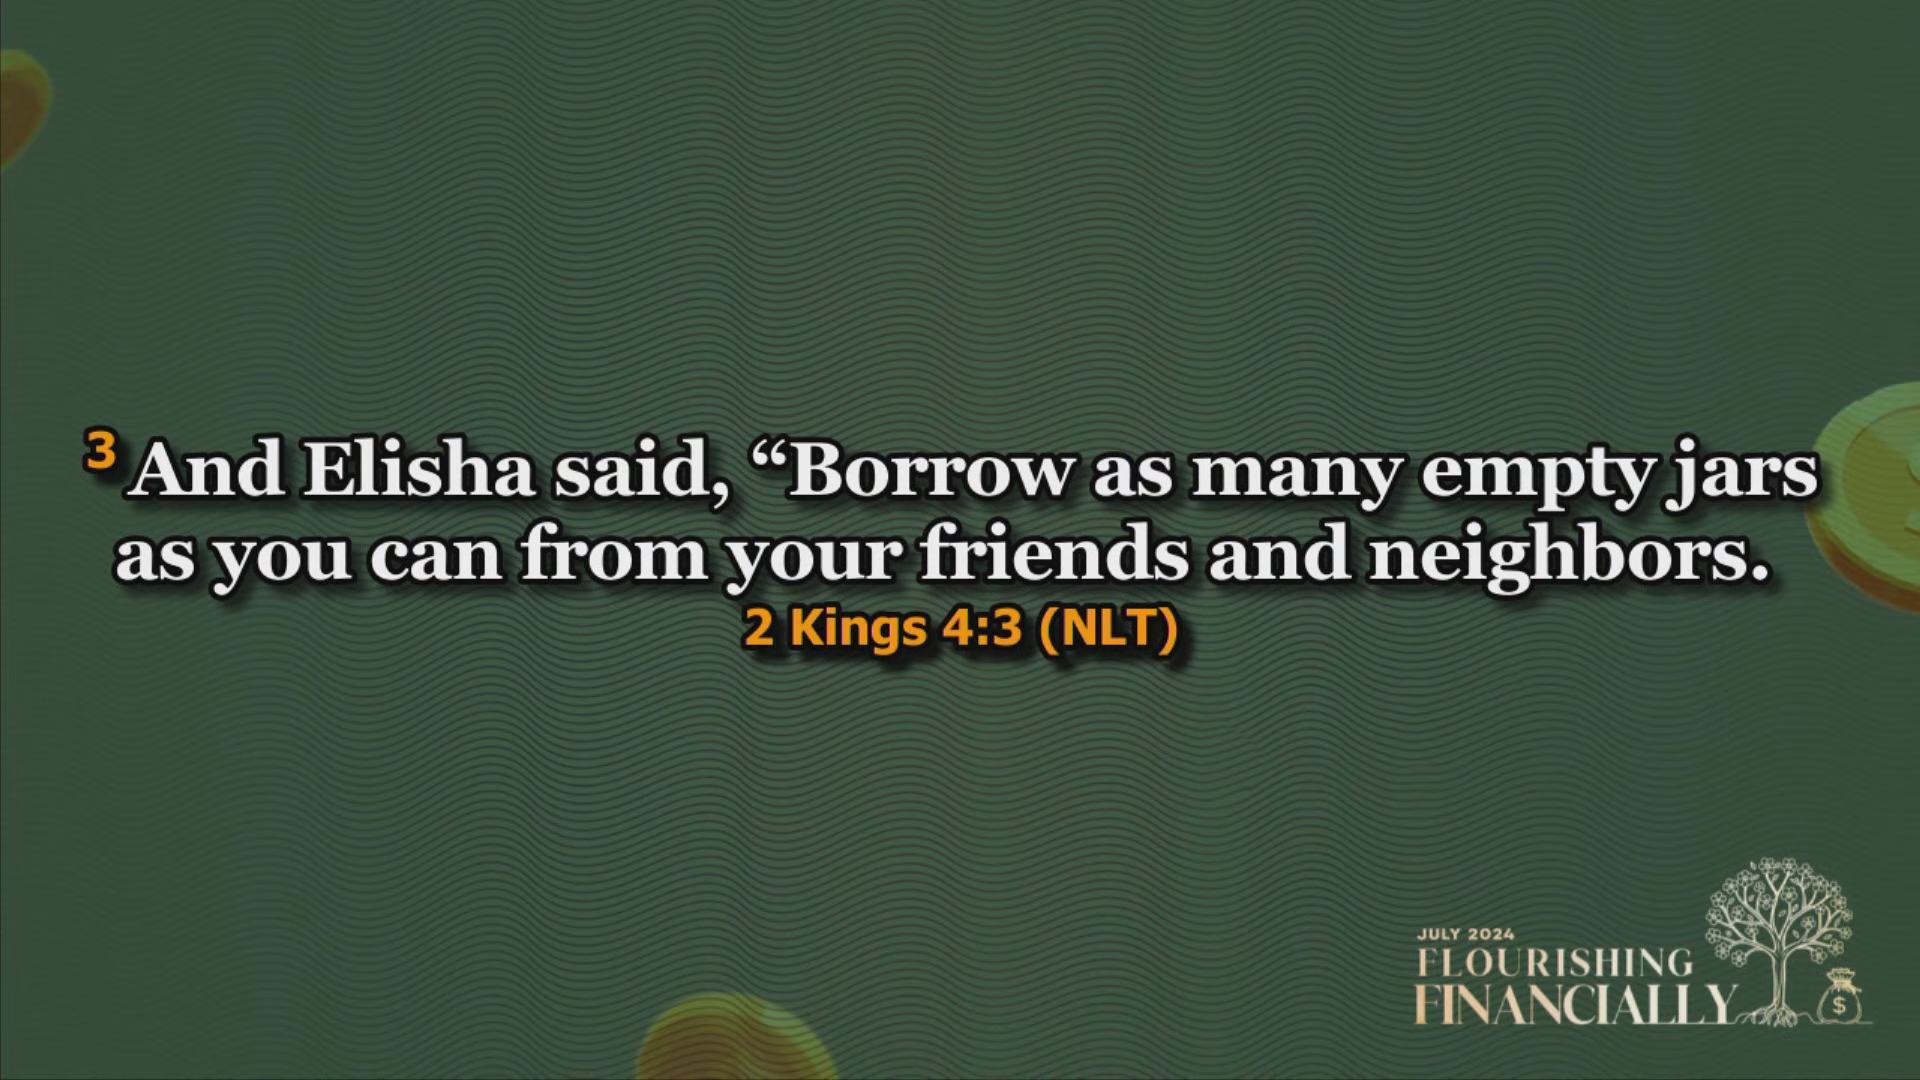 3 And Elisha said, “Borrow as many empty jars
as you can from your friends and neighbors.
2 Kings 4:3 (NLT)
JULY 2024
FLOURISHING
FINANCIALLY
$